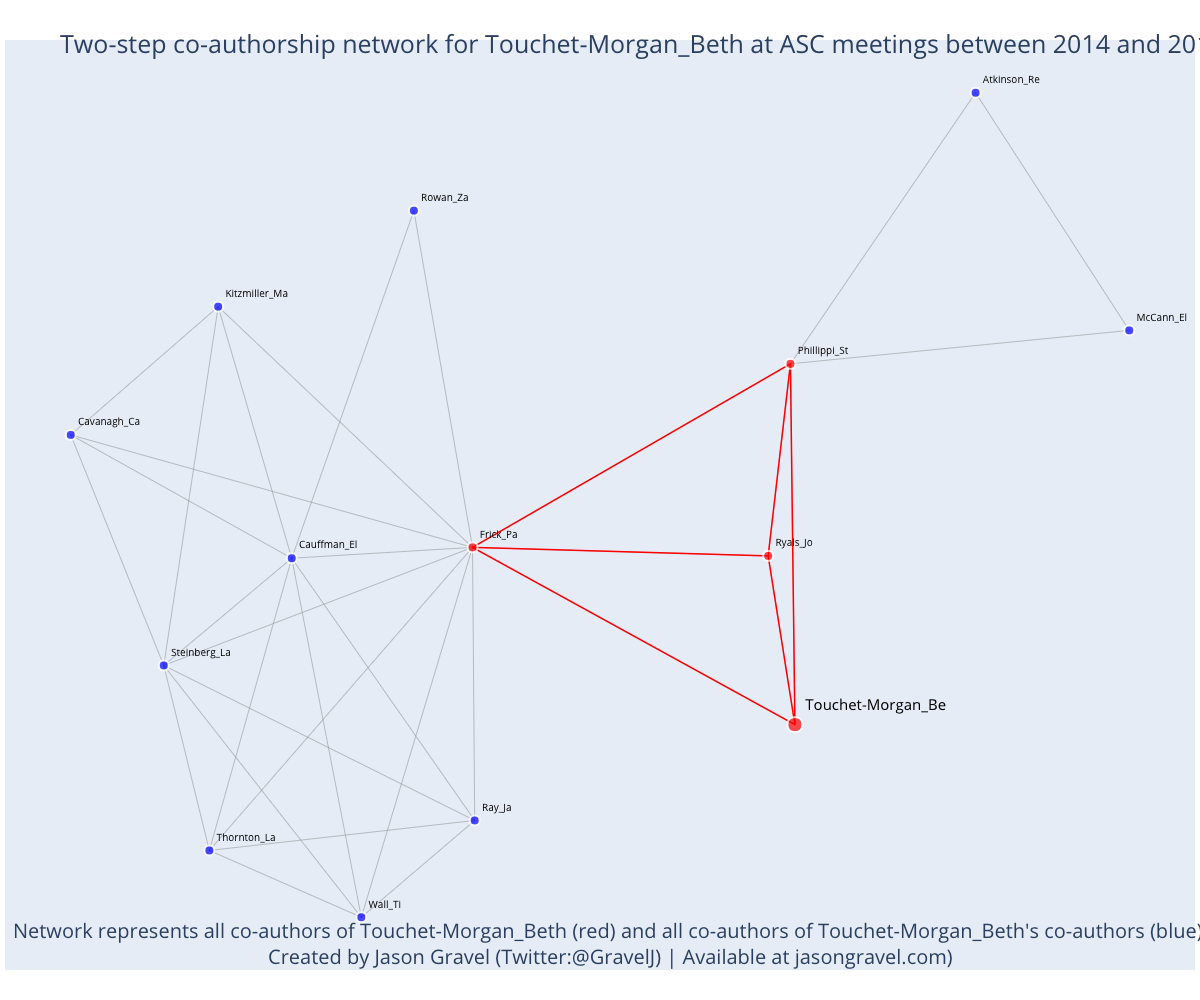 Two-step co-authorship network for Touchet-Morgan_Beth at ASC meetings between 2014 and
Atkinson_Re
Rowan_Za
Kitzmiller_Ma
McCann_El
Phillippi_St
Cavanagh_Ca
Frick_Pa
Cauffman_El
Ryals_Jo
Steinberg_La
Touchet-Morgan_Be
Ray_Ja
Thornton_La
Wall_Ti
Network represents all co-authors of Touchet-Morgan_Beth (red) and all co-authors of Touchet-Morgan_Beth's co-authors (blue)
Created by Jason Gravel (Twitter:@GravelJ) | Available at jasongravel.com)